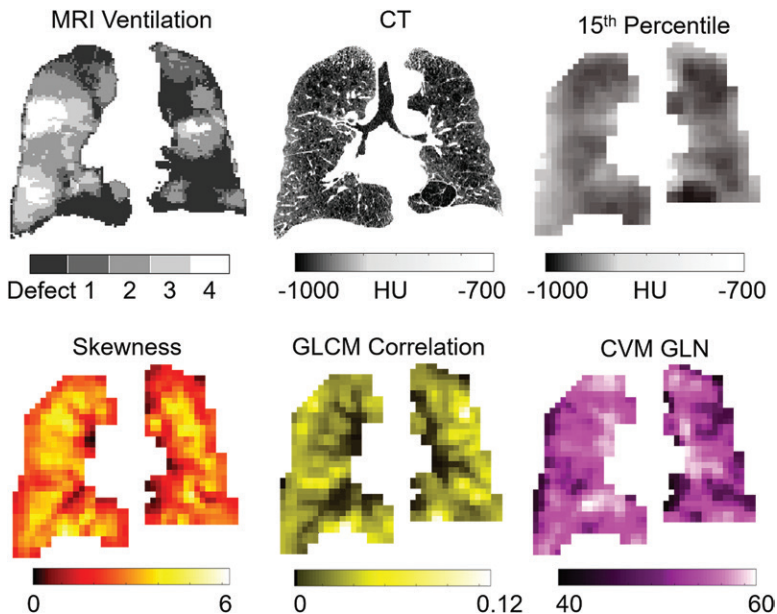 MRI Ventilation
CT
15th Percentile
Defect 1 2 3 4
-1000 HU -700
-1000 HU -700
Skewness
GLCM Correlation
CVM GLN
0 6
0 0.12
40 60